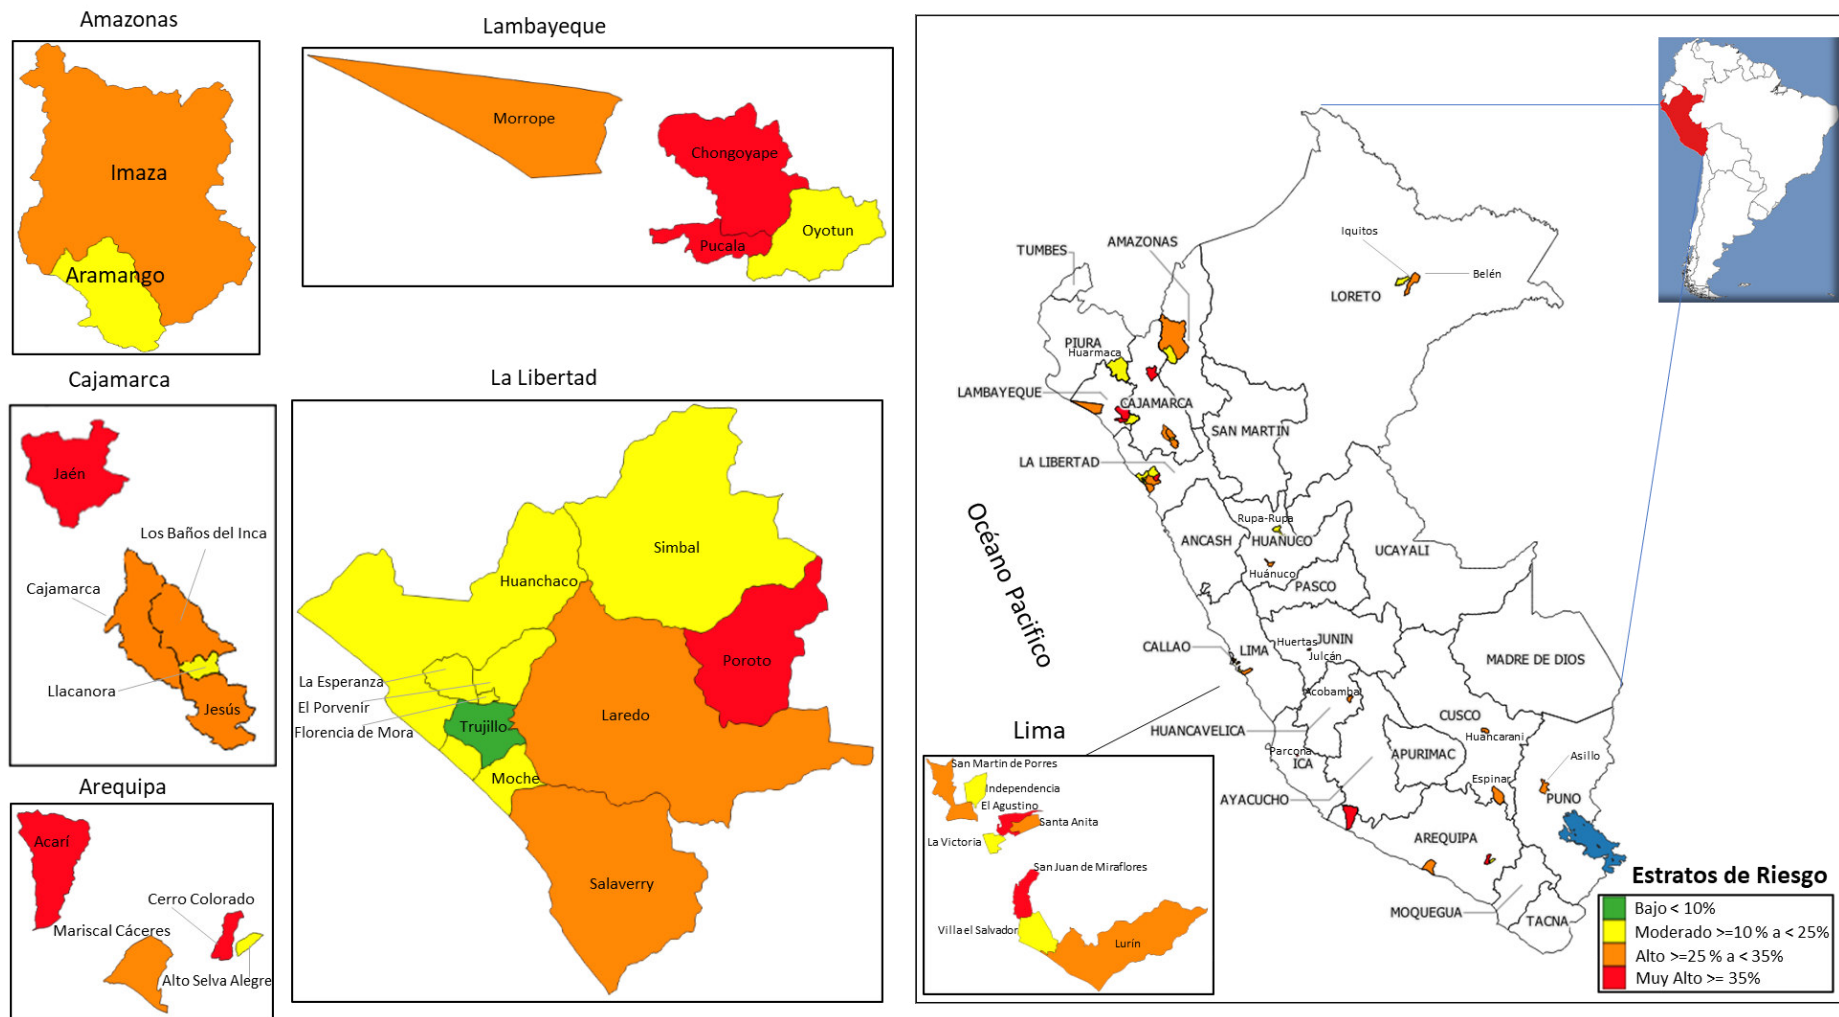 Amazonas
Imaza
Aramango
Lambayeque
Morrope
Chongoyape
Pucala
Oyotun
Cajamarca
Jaén
Los Baños del Inca
Cajamarca
Llacanora
Jesús
La Libertad
Simbal
Huanchaco
Poroto
La Esperanza
El Porvenir
Florencia de Mora
Trujillo
Laredo
Moche
Salaverry
Arequipa
Acarí
Cerro Colorado
Mariscal Cáceres
Alto Selva Alegre
Iquitos
Belén
LORETO
AMAZONAS
TUMBES
PIURA
Huarmaca
LAMBAYEQUE
CAJAMARCA
SAN MARTIN
LA LIBERTAD
Rupa-Rupa
ANCASH
HUANUCO
UCAYALI
Huánuco
PASCO
Océano Pacifico
Huertas
JUNIN
Julcán
CALLAO
LIMA
MADRE DE DIOS
Acobamba
CUSCO
HUANCAVELICA
Huancarani
Parcona
ICA
APURIMAC
Asillo
Espinar
AYACUCHO
PUNO
AREQUIPA
MOQUEGUA
TACNA
Lima
San Martin de Porres
Independencia
El Agustino
Santa Anita
La Victoria
San Juan de Miraflores
Villa el Salvador
Lurín
Estratos de Riesgo
Bajo < 10%
Moderado >=10 % a < 25%
Alto >=25 % a < 35%
Muy Alto >= 35%